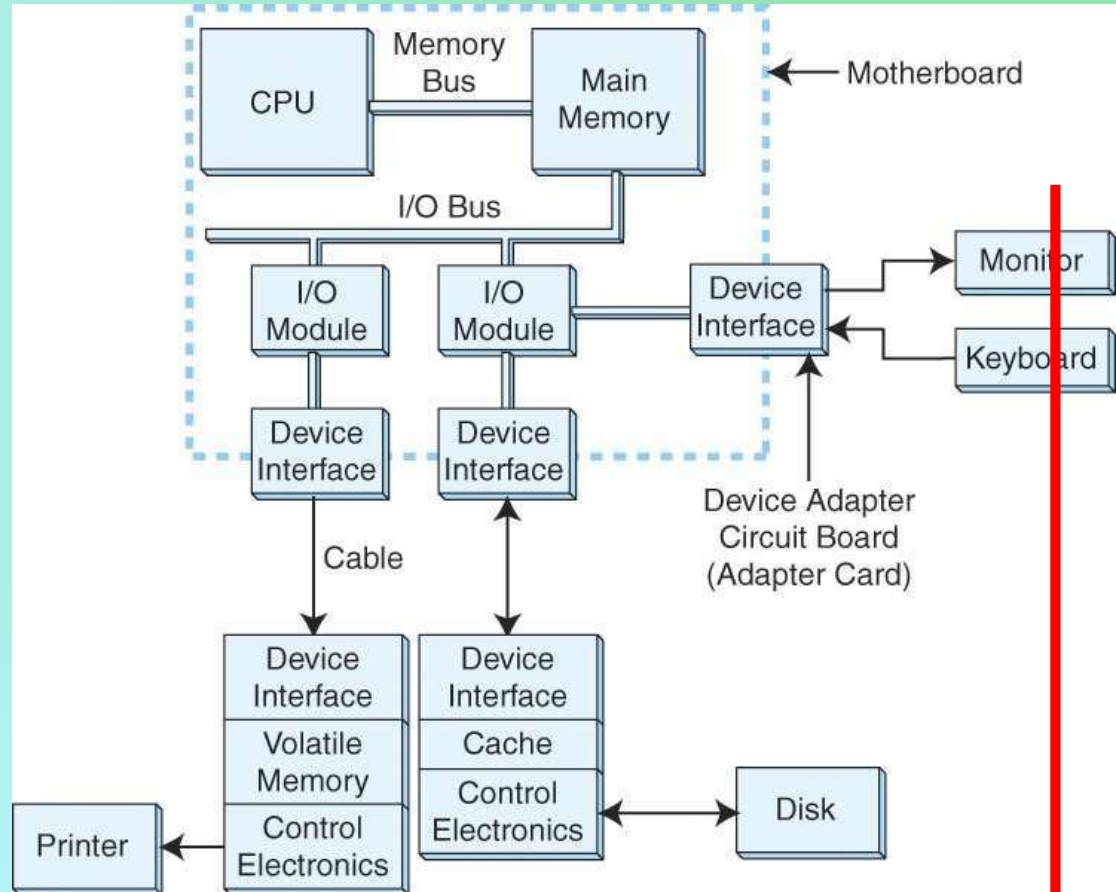 Memory
Bus
CPU
Main
Memory
Motherboard
I/O Bus
I/O
Module
I/O
Module
Device
Interface
Monitor
Keyboard
Device
Interface
Device
Interface
Device Adapter
Circuit Board
(Adapter Card)
Cable
Device
Interface
Volatile
Memory
Control
Electronics
Device
Interface
Cache
Control
Electronics
Disk
Printer